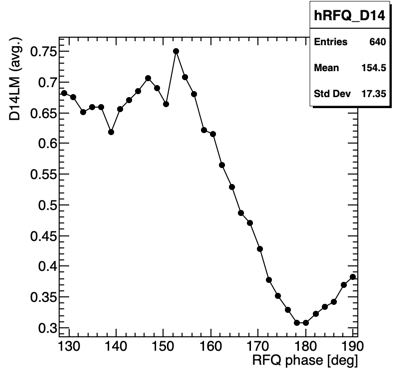 hRFQ_D14
Entries 640
Mean 154.5
Std Dev 17.35
D14LM (avg.)
0.75
0.7
0.65
0.6
0.55
0.5
0.45
0.4
0.35
0.3
130 140 150 160 170 180 190
RFQ phase [deg]